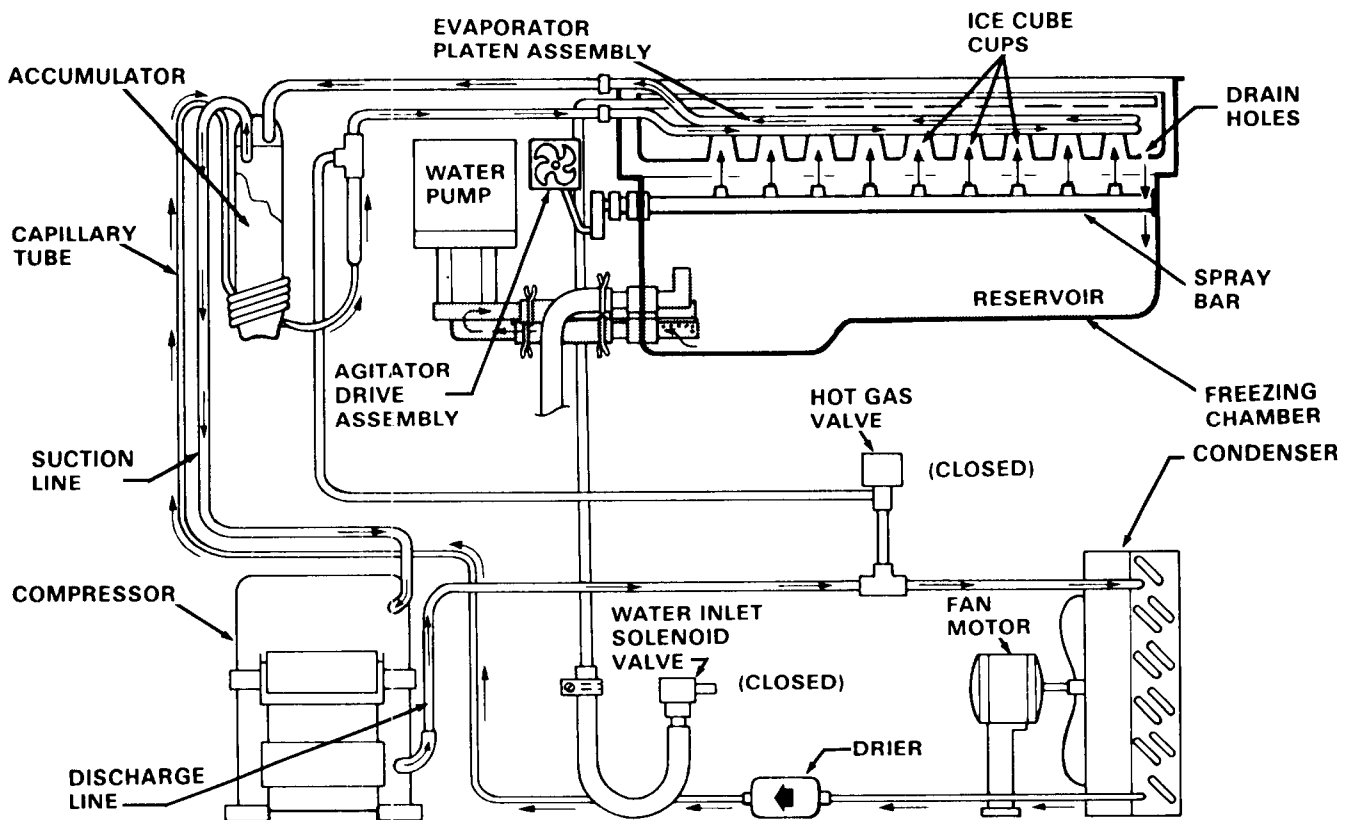 EVAPORATOR
PLATEN ASSEMBLY
ICE CUBE
CUPS
ACCUMULATOR
DRAIN
HOLES
WATER
PUMP
CAPILLARY
TUBE
SPRAY
BAR
RESERVOIR
AGITATOR
DRIVE
ASSEMBLY
HOT GAS
VALVE
FREEZING
CHAMBER
SUCTION
LINE
(CLOSED)
CONDENSER
COMPRESSOR
WATER INLET
SOLENOID
VALVE
FAN
MOTOR
(CLOSED)
DISCHARGE
LINE
DRIER